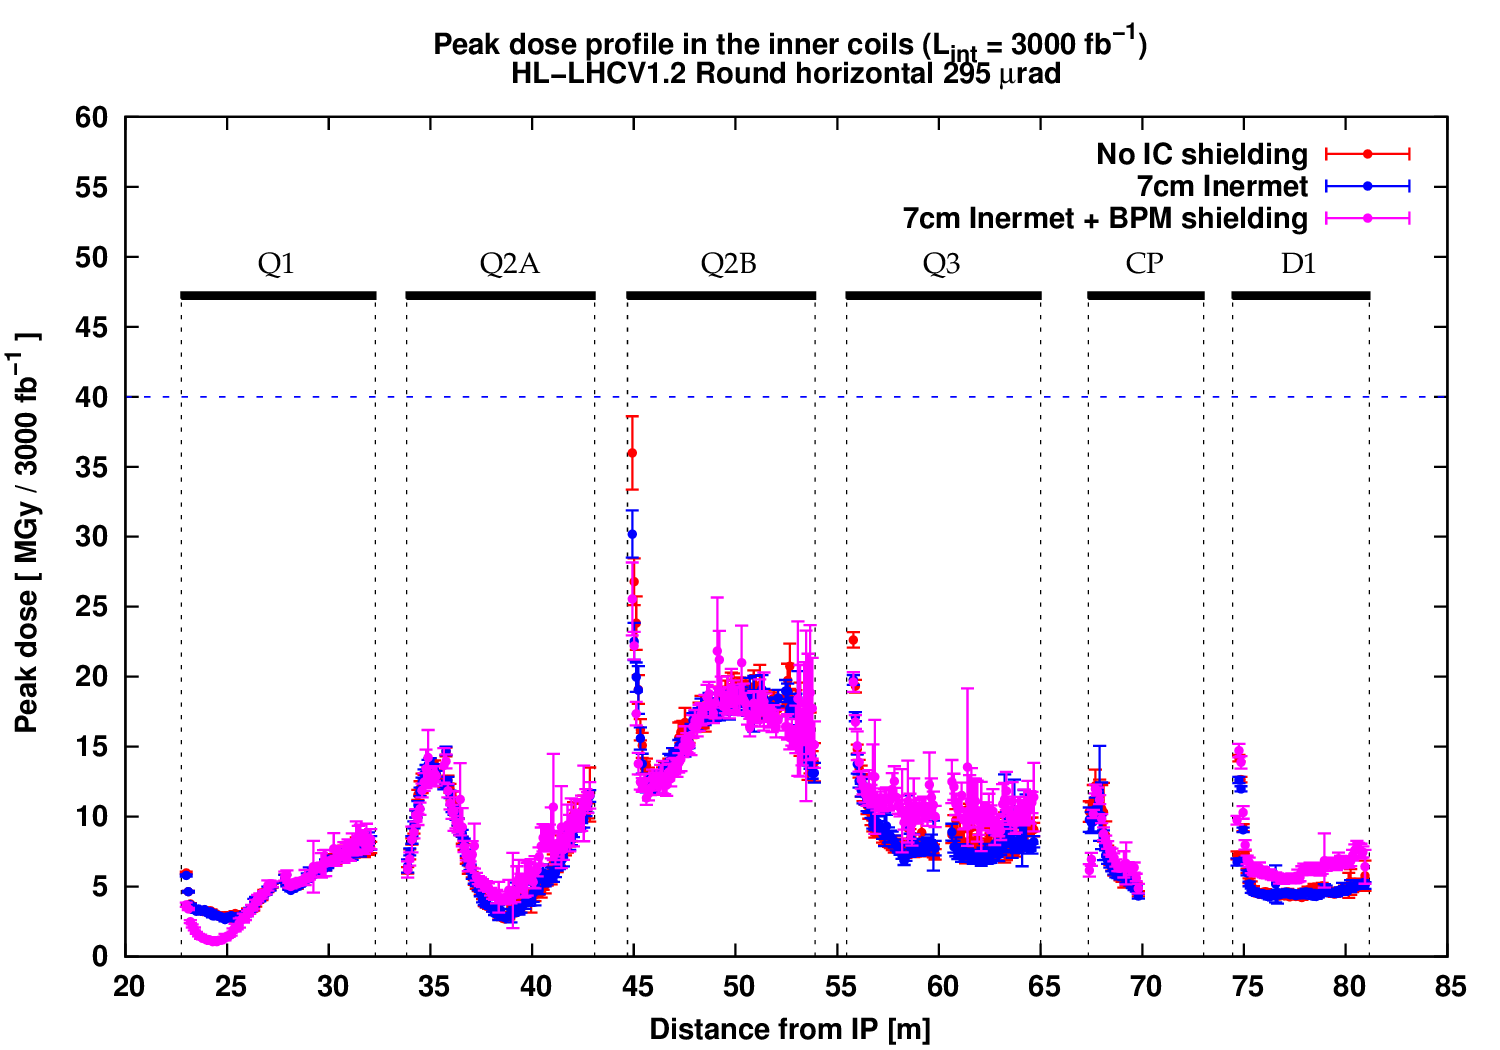 Peak dose profile in the inner coils (Lint = 3000 fb−1)
HL−LHCV1.2 Round horizontal 295 μrad
No IC shielding
7cm Inermet
7cm Inermet + BPM shielding
Q1 Q2A Q2B Q3 CP D1
Peak dose [ MGy / 3000 fb−1 ]
60
55
50
45
40
35
30
25
20
15
10
5
0
20 25 30 35 40 45 50 55 60 65 70 75 80 85
Distance from IP [m]